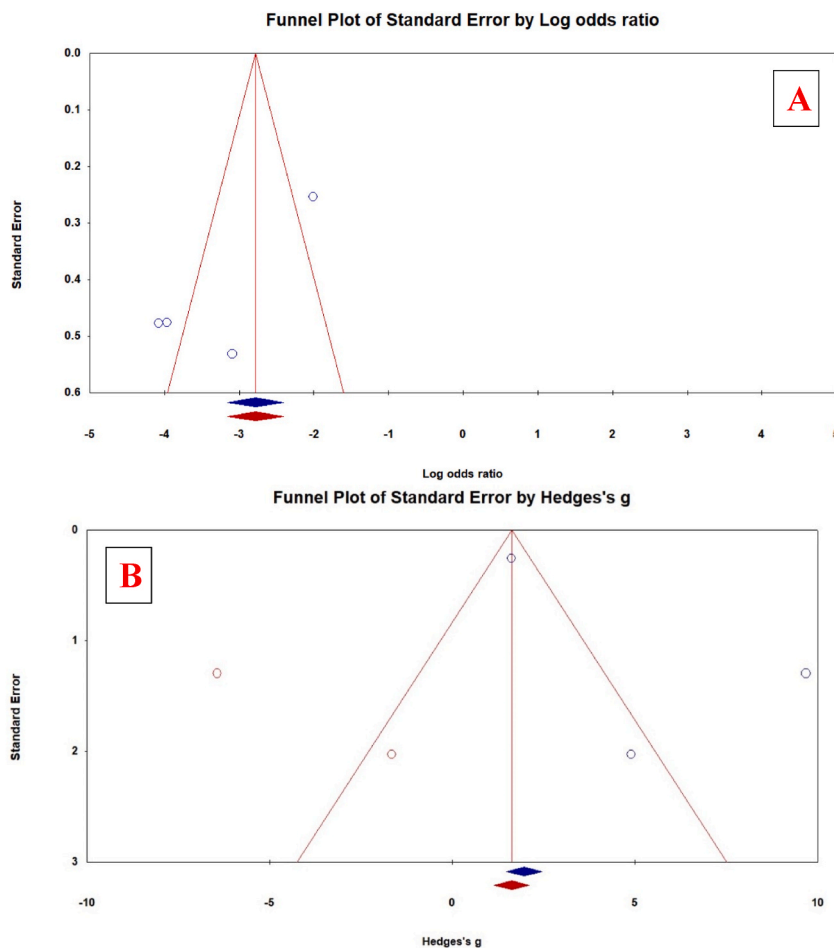 Funnel Plot of Standard Error by Log odds ratio
0.0
A
0.1
0.2
Standard Error
0.3
0.4
0.5
0.6
-5 -4 -3 -2 -1 0 1 2 3 4 5
Log odds ratio
Funnel Plot of Standard Error by Hedges's g
0
B
1
Standard Error
2
3
-10 -5 0 5 10
Hedges's g